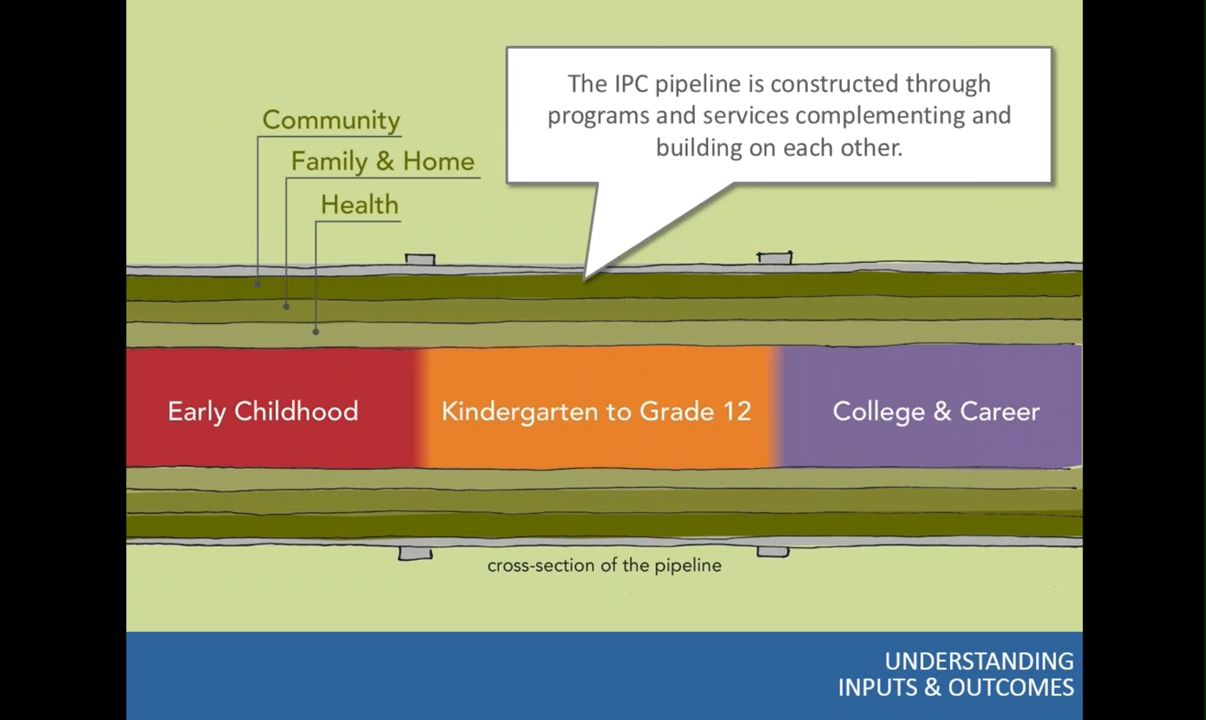 The IPC pipeline is constructed through
programs and services complementing and
building on each other.
Community
Family & Home
Health
Early Childhood
Kindergarten to Grade 12
College & Career
cross-section of the pipeline
UNDERSTANDING
INPUTS & OUTCOMES